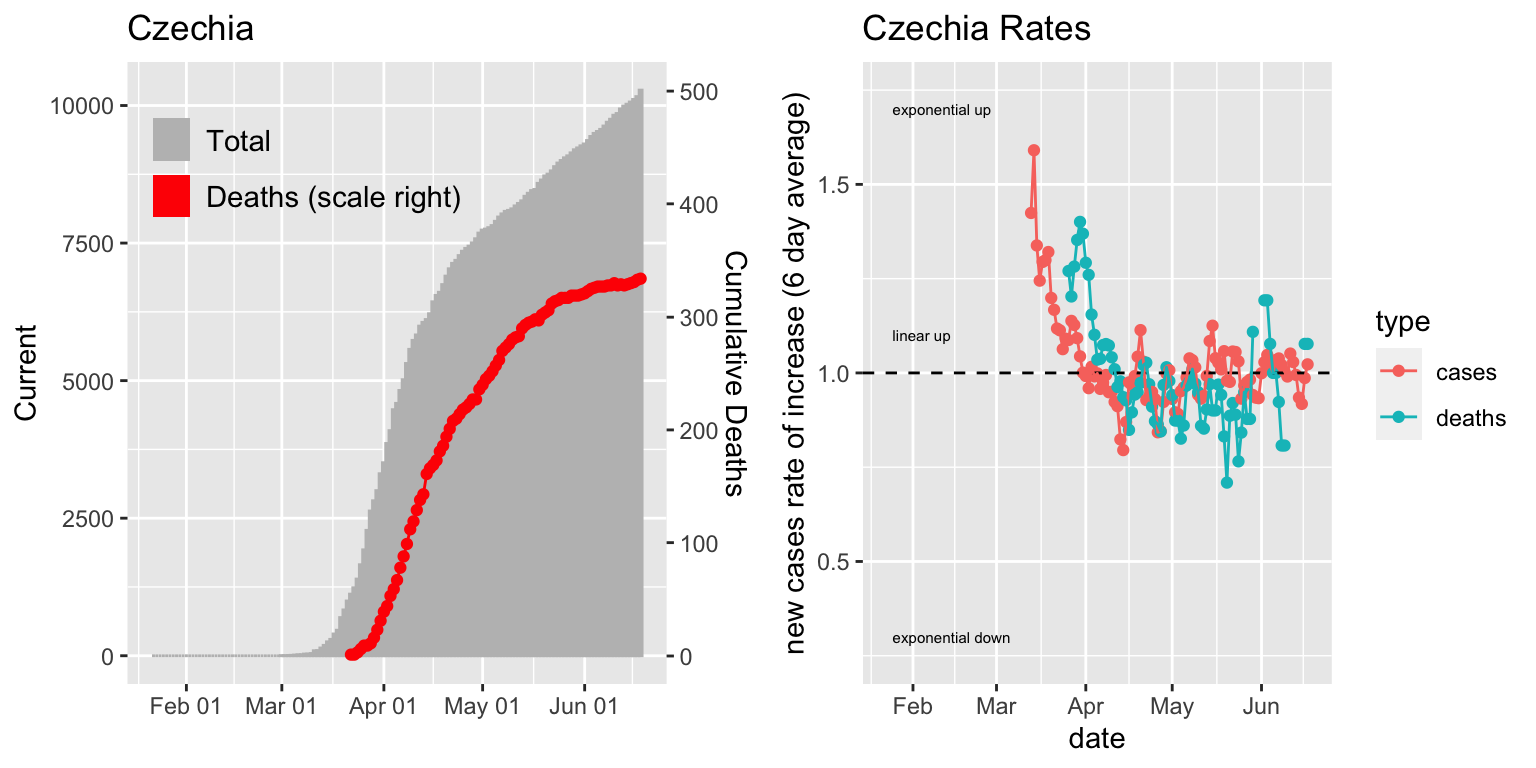 Czechia
Current
10000
7500
5000
2500
0
Total
Deaths (scale right)
500
400
300
200
100
0
Cumulative Deaths
Feb 01
Mar 01
Apr 01
May 01
Jun 01
Czechia Rates
new cases rate of increase (6 day average)
1.5
1.0
0.5
exponential up
linear up
exponential down
Feb
Mar
Apr
May
Jun
date
type
cases
deaths